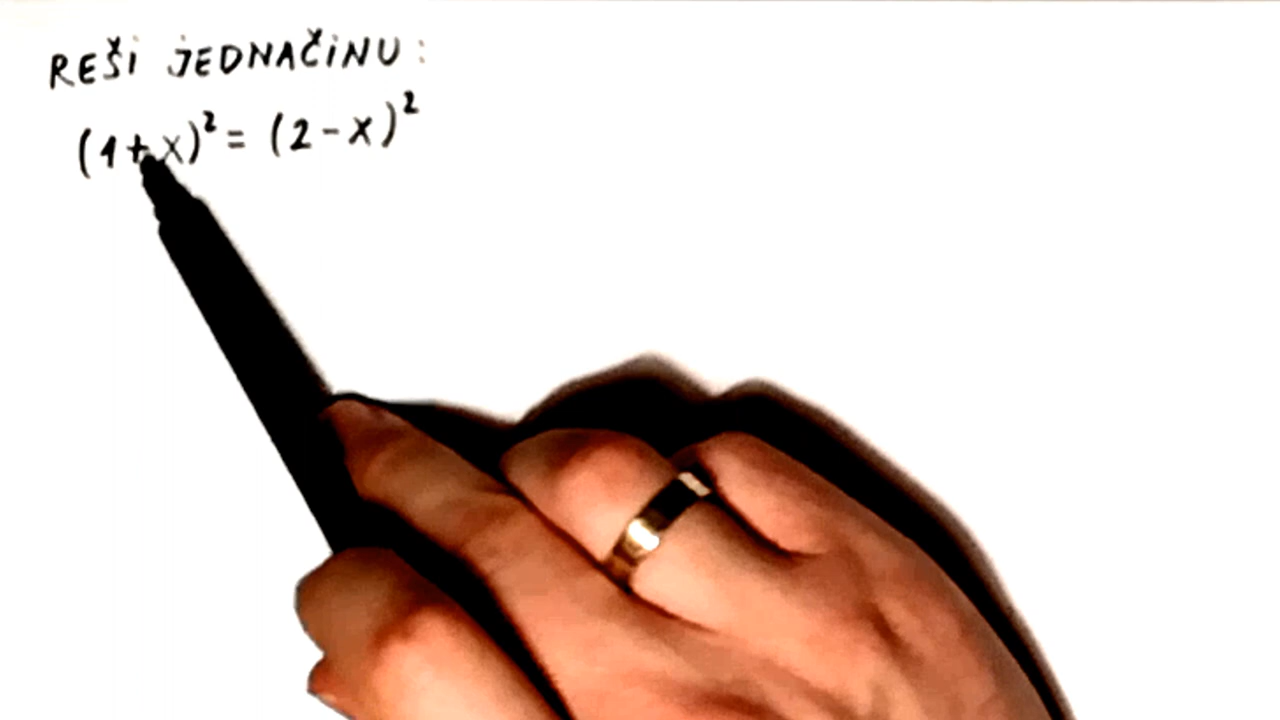 REŠI JEDNAČINU:
(1+x)² = (2-x)²